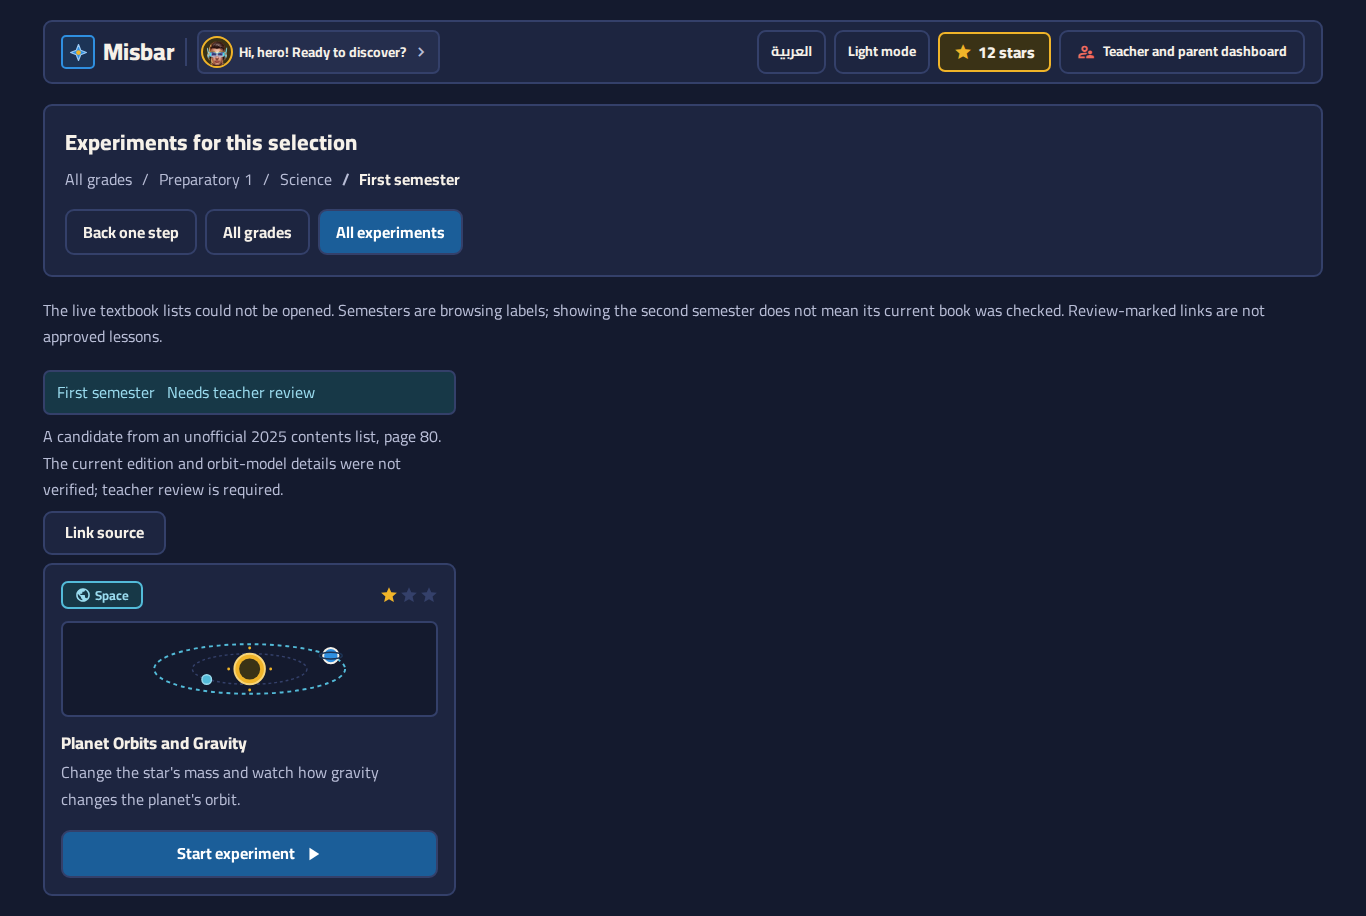 Misbar
Hi, hero! Ready to discover?
العربية
Light mode
12 stars
Teacher and parent dashboard
Experiments for this selection
All grades / Preparatory 1 / Science / First semester
Back one step
All grades
All experiments
The live textbook lists could not be opened. Semesters are browsing labels; showing the second semester does not mean its current book was checked. Review-marked links are not
approved lessons.
First semester Needs teacher review
A candidate from an unofficial 2025 contents list, page 80.
The current edition and orbit-model details were not
verified; teacher review is required.
Link source
Space
Planet Orbits and Gravity
Change the star's mass and watch how gravity
changes the planet's orbit.
Start experiment